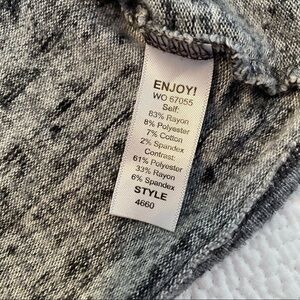 ENJOY!
WO 67055
Self:
83% Rayon
8% Polyester
7% Cotton
2% Spandex
Contrast:
61% Polyester
33% Rayon
6% Spandex
STYLE
4660